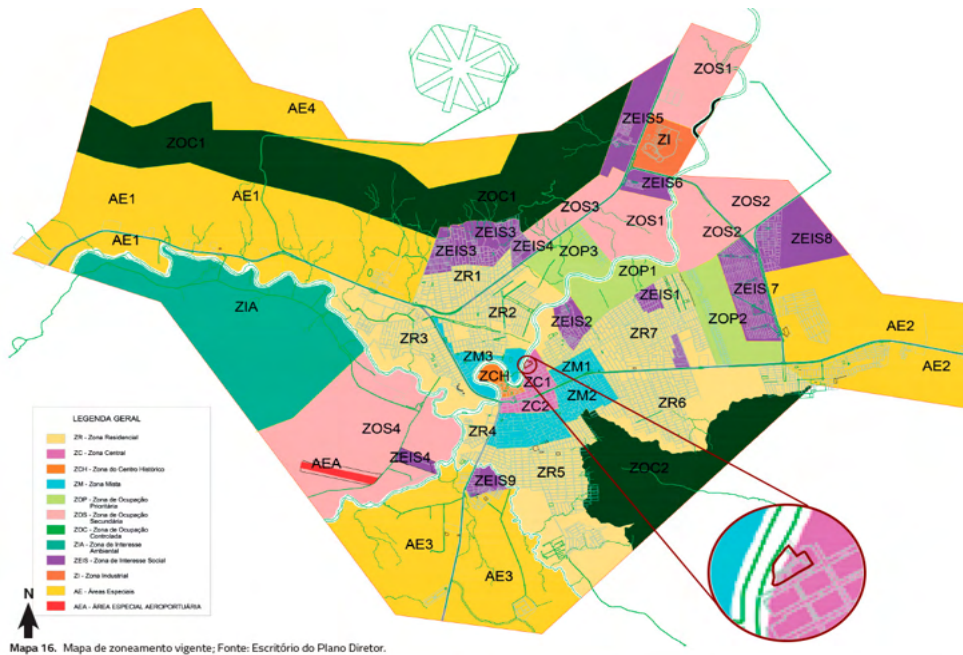 AE4
ZOS1
ZEIS5
ZI
ZOC1
ZEIS6
AE1
AE1
ZOC1
ZOS3
ZOS1
ZOS2
ZOS2
AE1
ZEIS3
ZEIS3
ZEIS4
ZOP3
ZEIS8
ZR1
ZOP1
ZEIS 7
ZIA
ZEIS1
ZR2
ZEIS2
ZR7
ZOP2
AE2
ZR3
ZM3
ZM1
AE2
ZCH
ZC1
ZM2
ZC2
ZR6
ZOS4
ZR4
ZEIS4
AEA
ZR5
ZOC2
ZEIS9
AE3
AE3
LEGENDA GERAL
ZR - Zona Residencial
ZC - Zona Central
ZCH - Zona do Centro Histórico
ZM - Zona Mista
ZOP - Zona de Ocupação
Prioritária
ZOS - Zona de Ocupação
Secundária
ZOC - Zona de Ocupação
Controlada
ZIA - Zona de Interesse
Ambiental
ZEIS - Zona de Interesse Social
ZI - Zona Industrial
AE - Áreas Especiais
AEA - ÁREA ESPECIAL AEROPORTUÁRIA
N
Mapa 16. Mapa de zoneamento vigente; Fonte: Escritório do Plano Diretor.